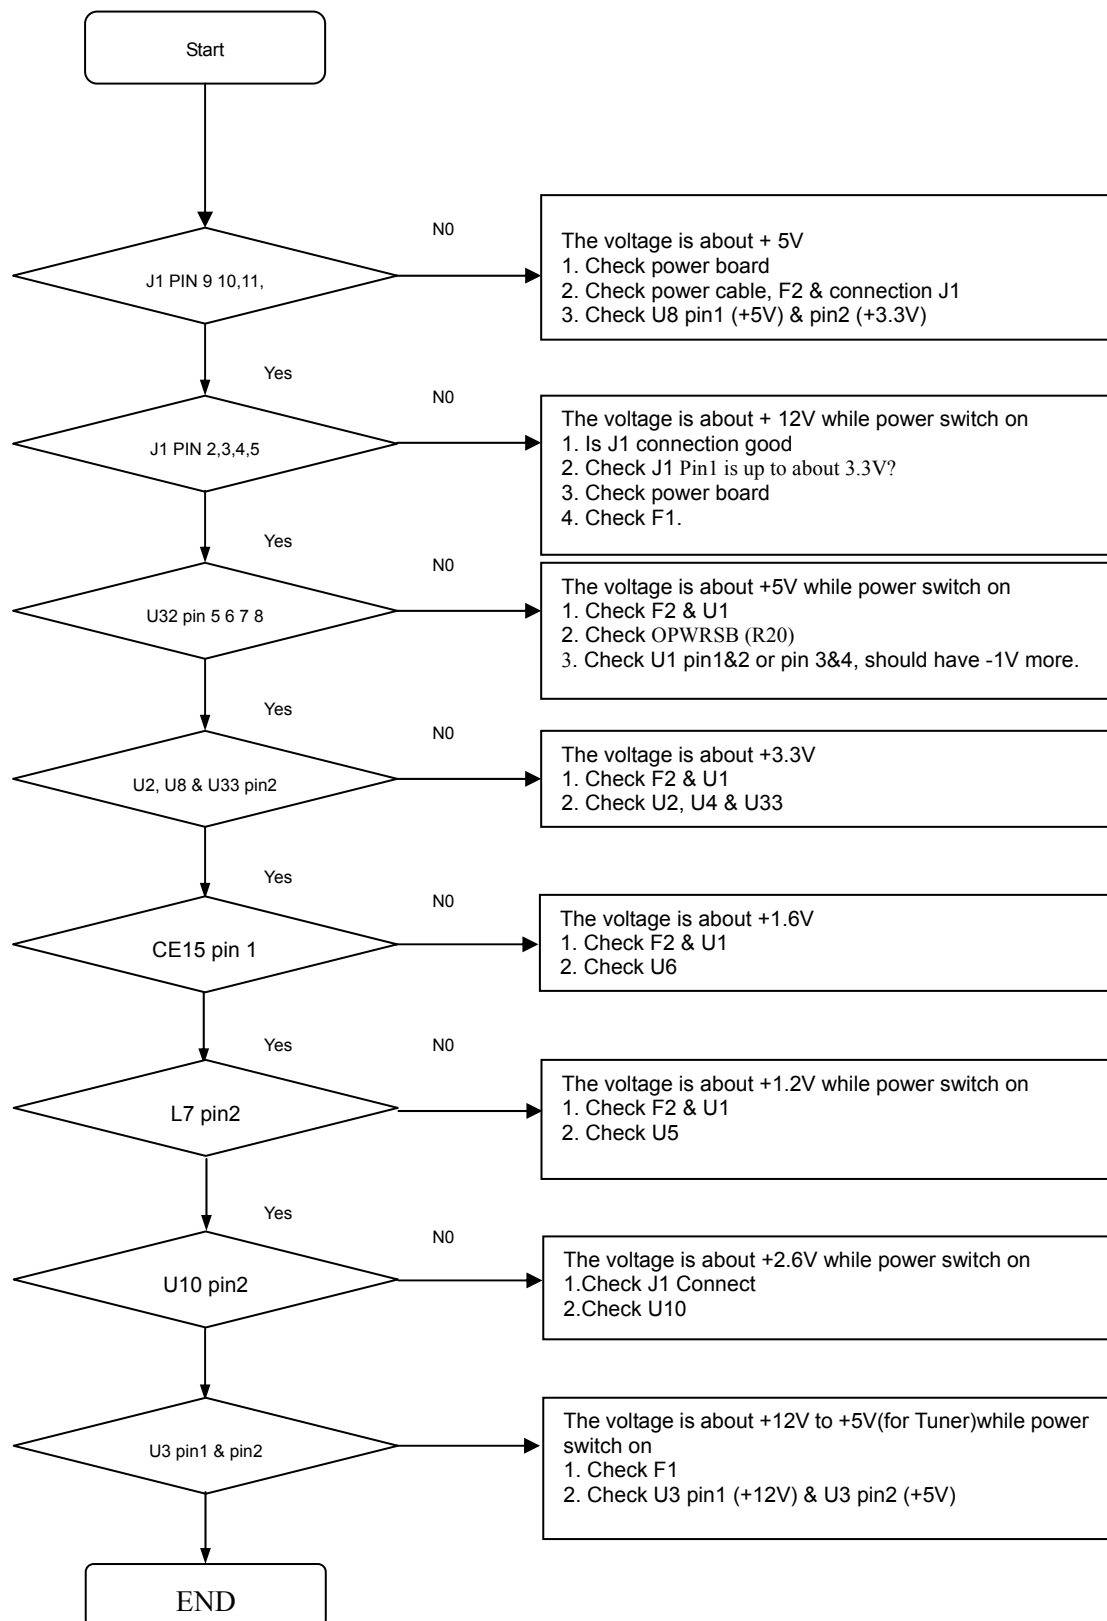 Start
N0
J1 PIN 9 10,11,
The voltage is about + 5V
1. Check power board
2. Check power cable, F2 & connection J1
3. Check U8 pin1 (+5V) & pin2 (+3.3V)
Yes
N0
J1 PIN 2,3,4,5
The voltage is about + 12V while power switch on
1. Is J1 connection good
2. Check J1 Pin1 is up to about 3.3V?
3. Check power board
4. Check F1.
Yes
N0
U32 pin 5 6 7 8
The voltage is about +5V while power switch on
1. Check F2 & U1
2. Check OPWRSB (R20)
3. Check U1 pin1&2 or pin 3&4, should have -1V more.
Yes
N0
U2, U8 & U33 pin2
The voltage is about +3.3V
1. Check F2 & U1
2. Check U2, U4 & U33
Yes
N0
CE15 pin 1
The voltage is about +1.6V
1. Check F2 & U1
2. Check U6
Yes
N0
L7 pin2
The voltage is about +1.2V while power switch on
1. Check F2 & U1
2. Check U5
Yes
N0
U10 pin2
The voltage is about +2.6V while power switch on
1.Check J1 Connect
2.Check U10
U3 pin1 & pin2
The voltage is about +12V to +5V(for Tuner)while power
switch on
1. Check F1
2. Check U3 pin1 (+12V) & U3 pin2 (+5V)
END